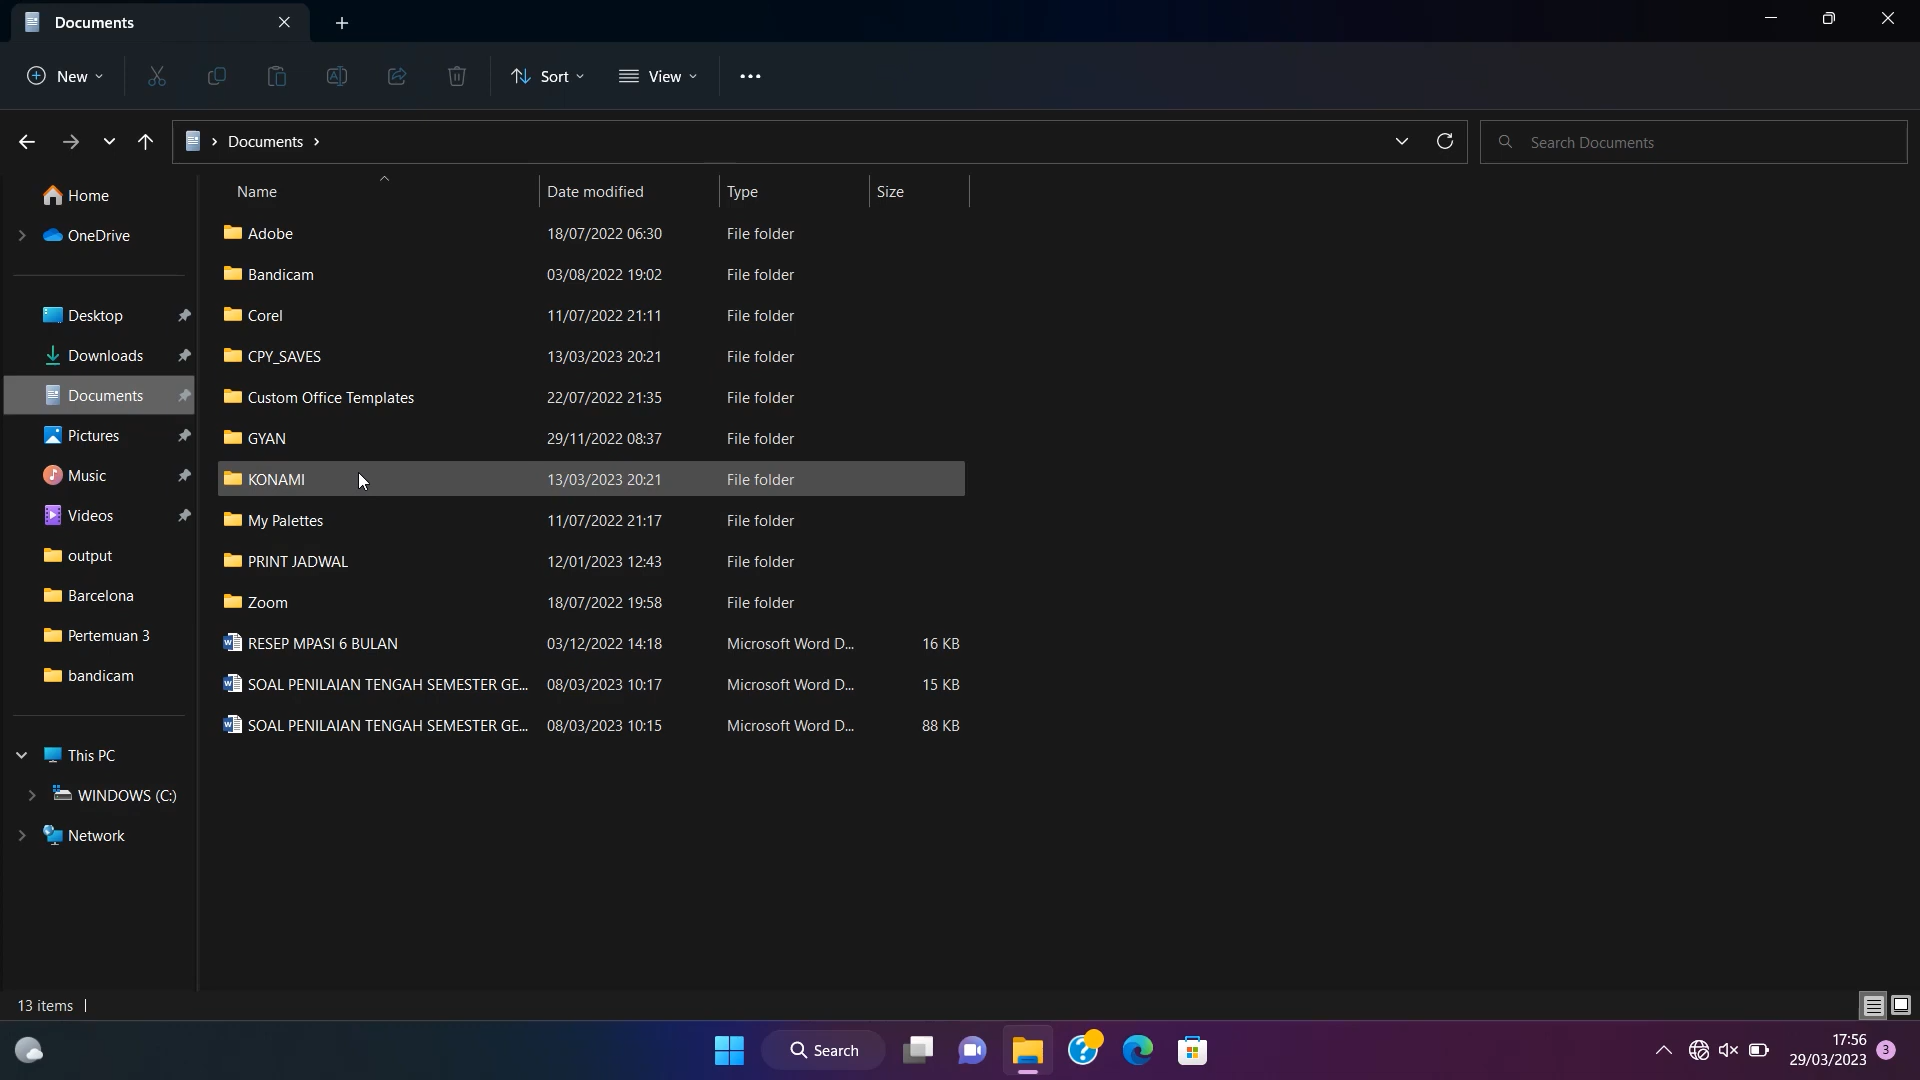 Documents
New Sort View
Documents
Search Documents
Name Date modified Type Size
Home
OneDrive
Desktop
Downloads
Documents
Pictures
Music
Videos
output
Barcelona
Pertemuan 3
bandicam
This PC
WINDOWS (C:)
Network
Adobe 18/07/2022 06:30 File folder
Bandicam 03/08/2022 19:02 File folder
Corel 11/07/2022 21:11 File folder
CPY_SAVES 13/03/2023 20:21 File folder
Custom Office Templates 22/07/2022 21:35 File folder
GYAN 29/11/2022 08:37 File folder
KONAMI 13/03/2023 20:21 File folder
My Palettes 11/07/2022 21:17 File folder
PRINT JADWAL 12/01/2023 12:43 File folder
Zoom 18/07/2022 19:58 File folder
RESEP MPASI 6 BULAN 03/12/2022 14:18 Microsoft Word D... 16 KB
SOAL PENILAIAN TENGAH SEMESTER GE... 08/03/2023 10:17 Microsoft Word D... 15 KB
SOAL PENILAIAN TENGAH SEMESTER GE... 08/03/2023 10:15 Microsoft Word D... 88 KB
13 items
Search
17:56
29/03/2023
3